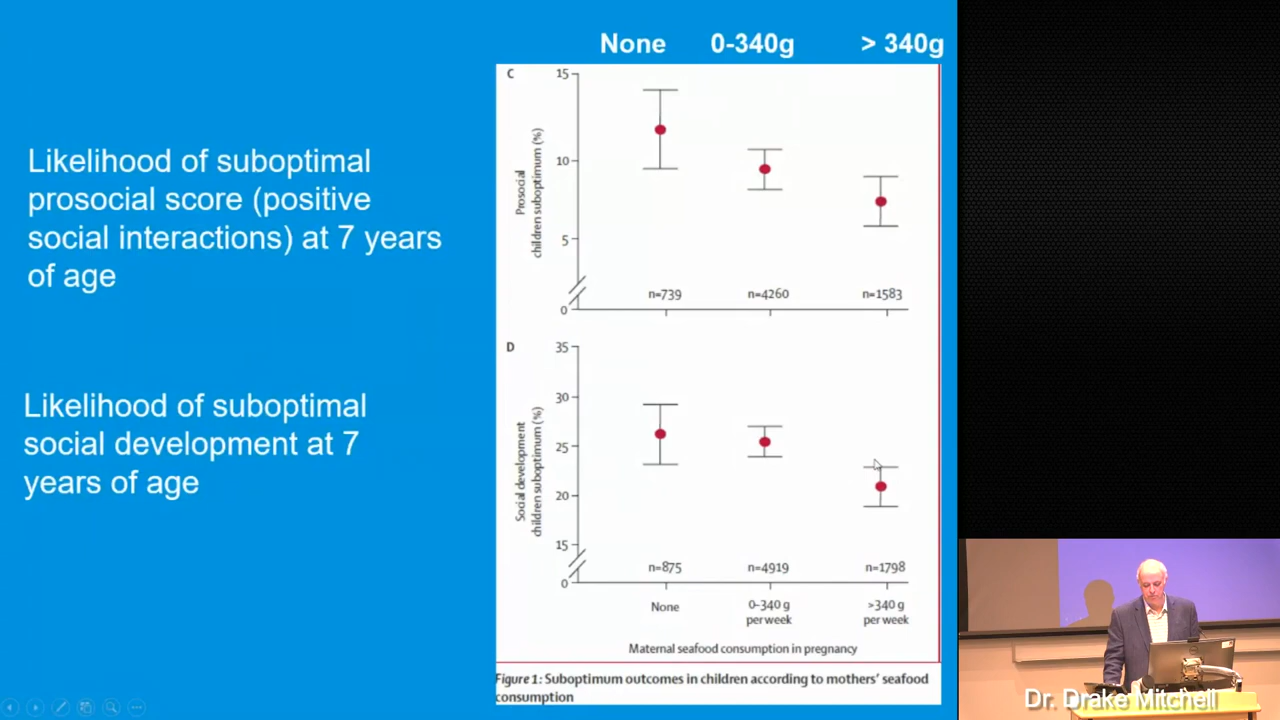 None 0-340g > 340g
Likelihood of suboptimal
prosocial score (positive
social interactions) at 7 years
of age
Likelihood of suboptimal
social development at 7
years of age
C
Prosocial
children suboptimum (%)
15
10
5
0
n=739 n=4260 n=1583
D
Social development
children suboptimum (%)
35
30
25
20
15
0
n=875 n=4919 n=1798
None 0–340 g >340 g
per week per week
Maternal seafood consumption in pregnancy
Figure 1: Suboptimum outcomes in children according to mothers’ seafood
consumption
Dr. Drake Mitchell